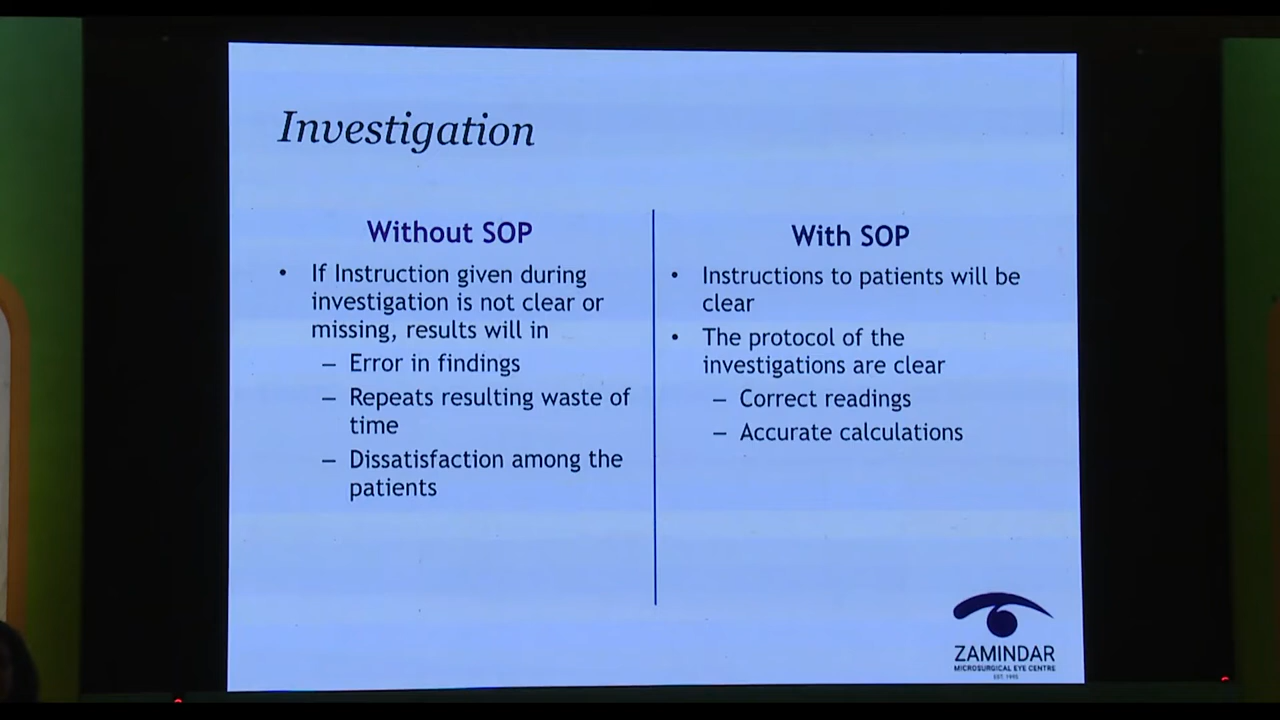 Investigation
Without SOP
• If Instruction given during
investigation is not clear or
missing, results will in
– Error in findings
– Repeats resulting waste of
time
– Dissatisfaction among the
patients
With SOP
• Instructions to patients will be
clear
• The protocol of the
investigations are clear
– Correct readings
– Accurate calculations
ZAMINDAR
MICROSURGICAL EYE CENTRE